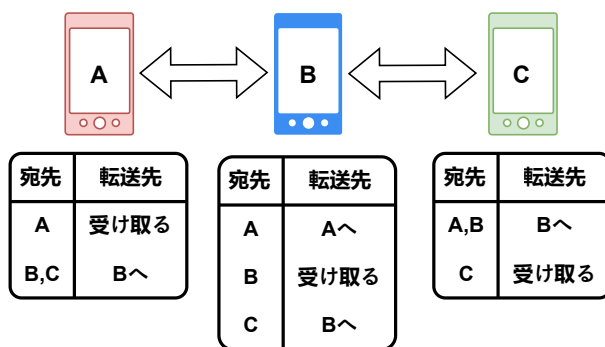 A
B
C
宛先 転送先
A 受け取る
B,C Bへ
宛先 転送先
A Aへ
B 受け取る
C Bへ
宛先 転送先
A,B Bへ
C 受け取る